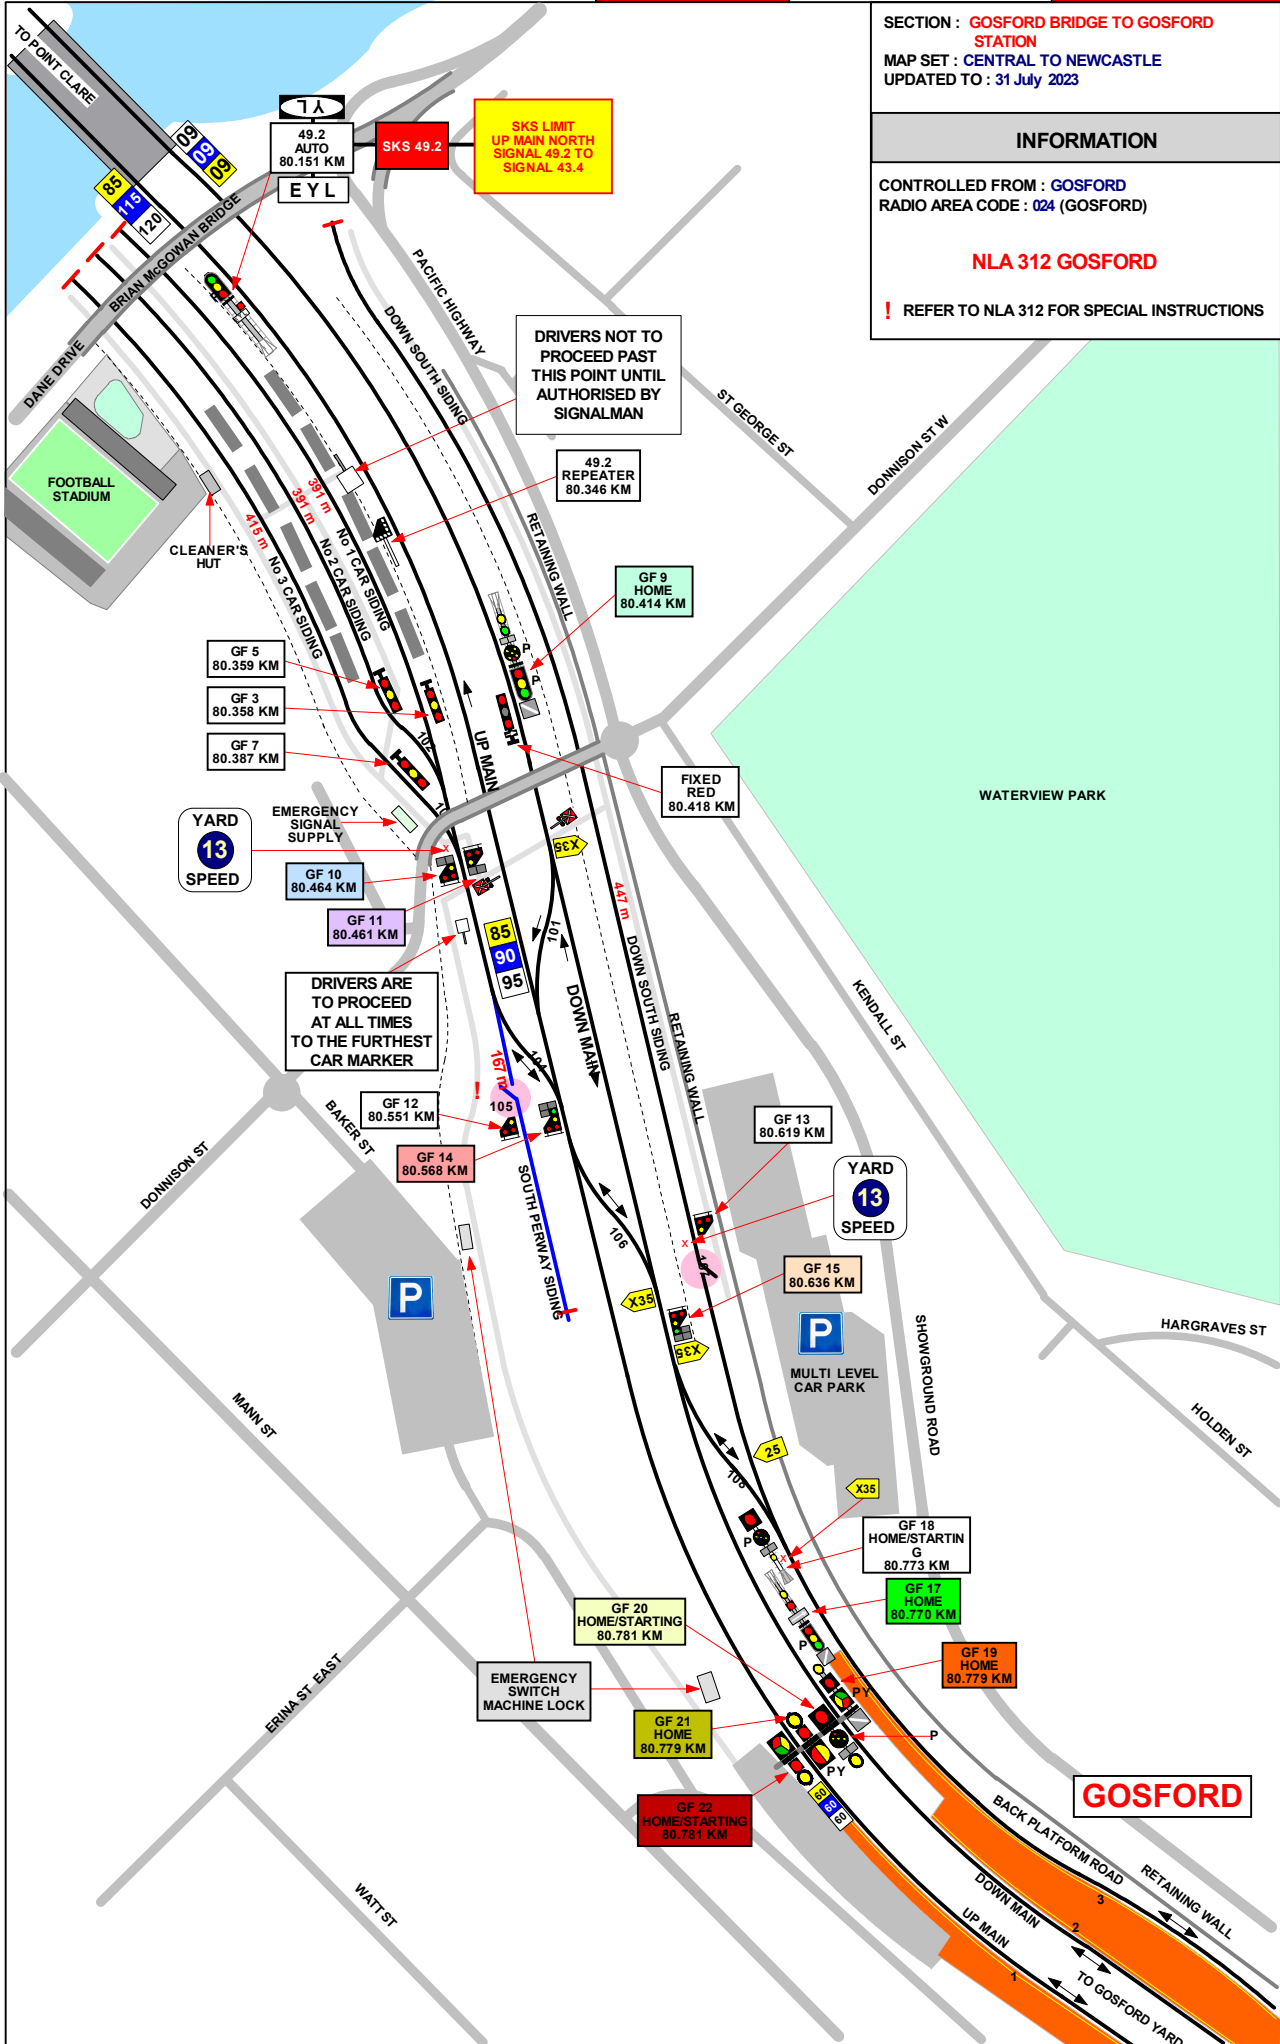 SECTION : GOSFORD BRIDGE TO GOSFORD
STATION
MAP SET : CENTRAL TO NEWCASTLE
UPDATED TO : 31 July 2023
INFORMATION
CONTROLLED FROM : GOSFORD
RADIO AREA CODE : 024 (GOSFORD)
NLA 312 GOSFORD
! REFER TO NLA 312 FOR SPECIAL INSTRUCTIONS
TO POINT CLARE
YL
49.2
AUTO
80.151 KM
EYL
SKS 49.2
SKS LIMIT
UP MAIN NORTH
SIGNAL 49.2 TO
SIGNAL 43.4
60
60
60
85
115
120
BRIAN McGOWAN BRIDGE
DANE DRIVE
PACIFIC HIGHWAY
DOWN SOUTH SIDING
DRIVERS NOT TO
PROCEED PAST
THIS POINT UNTIL
AUTHORISED BY
SIGNALMAN
ST GEORGE ST
DONNISON ST W
FOOTBALL
STADIUM
CLEANER'S
HUT
49.2
REPEATER
80.346 KM
415 m
391 m
391 m
No 3 CAR SIDING
No 2 CAR SIDING
No 1 CAR SIDING
RETAINING WALL
GF 9
HOME
80.414 KM
P
P
GF 5
80.359 KM
GF 3
80.358 KM
GF 7
80.387 KM
102
UP MAIN
FIXED
RED
80.418 KM
WATERVIEW PARK
YARD
13
SPEED
EMERGENCY
SIGNAL
SUPPLY
x
X35
GF 10
80.464 KM
GF 11
80.461 KM
447 m
85
90
95
101
DOWN SOUTH SIDING
DRIVERS ARE
TO PROCEED
AT ALL TIMES
TO THE FURTHEST
CAR MARKER
DOWN MAIN
RETAINING WALL
KENDALL ST
167 m
104
!
105
GF 12
80.551 KM
GF 14
80.568 KM
BAKER ST
DONNISON ST
GF 13
80.619 KM
YARD
13
SPEED
SOUTH PERWAY SIDING
106
x
107
GF 15
80.636 KM
P
X35
X35
P
MULTI LEVEL
CAR PARK
SHOWGROUND ROAD
HARGRAVES ST
HOLDEN ST
MANN ST
25
108
X35
P
x
GF 18
HOME/STARTIN
G
80.773 KM
GF 17
HOME
80.770 KM
GF 20
HOME/STARTING
80.781 KM
P
GF 19
HOME
80.779 KM
PY
ERINA ST EAST
EMERGENCY
SWITCH
MACHINE LOCK
GF 21
HOME
80.779 KM
P
PY
GF 22
HOME/STARTING
80.781 KM
60
60
60
GOSFORD
BACK PLATFORM ROAD
RETAINING WALL
WATT ST
DOWN MAIN
UP MAIN
3
2
1
TO GOSFORD YARD